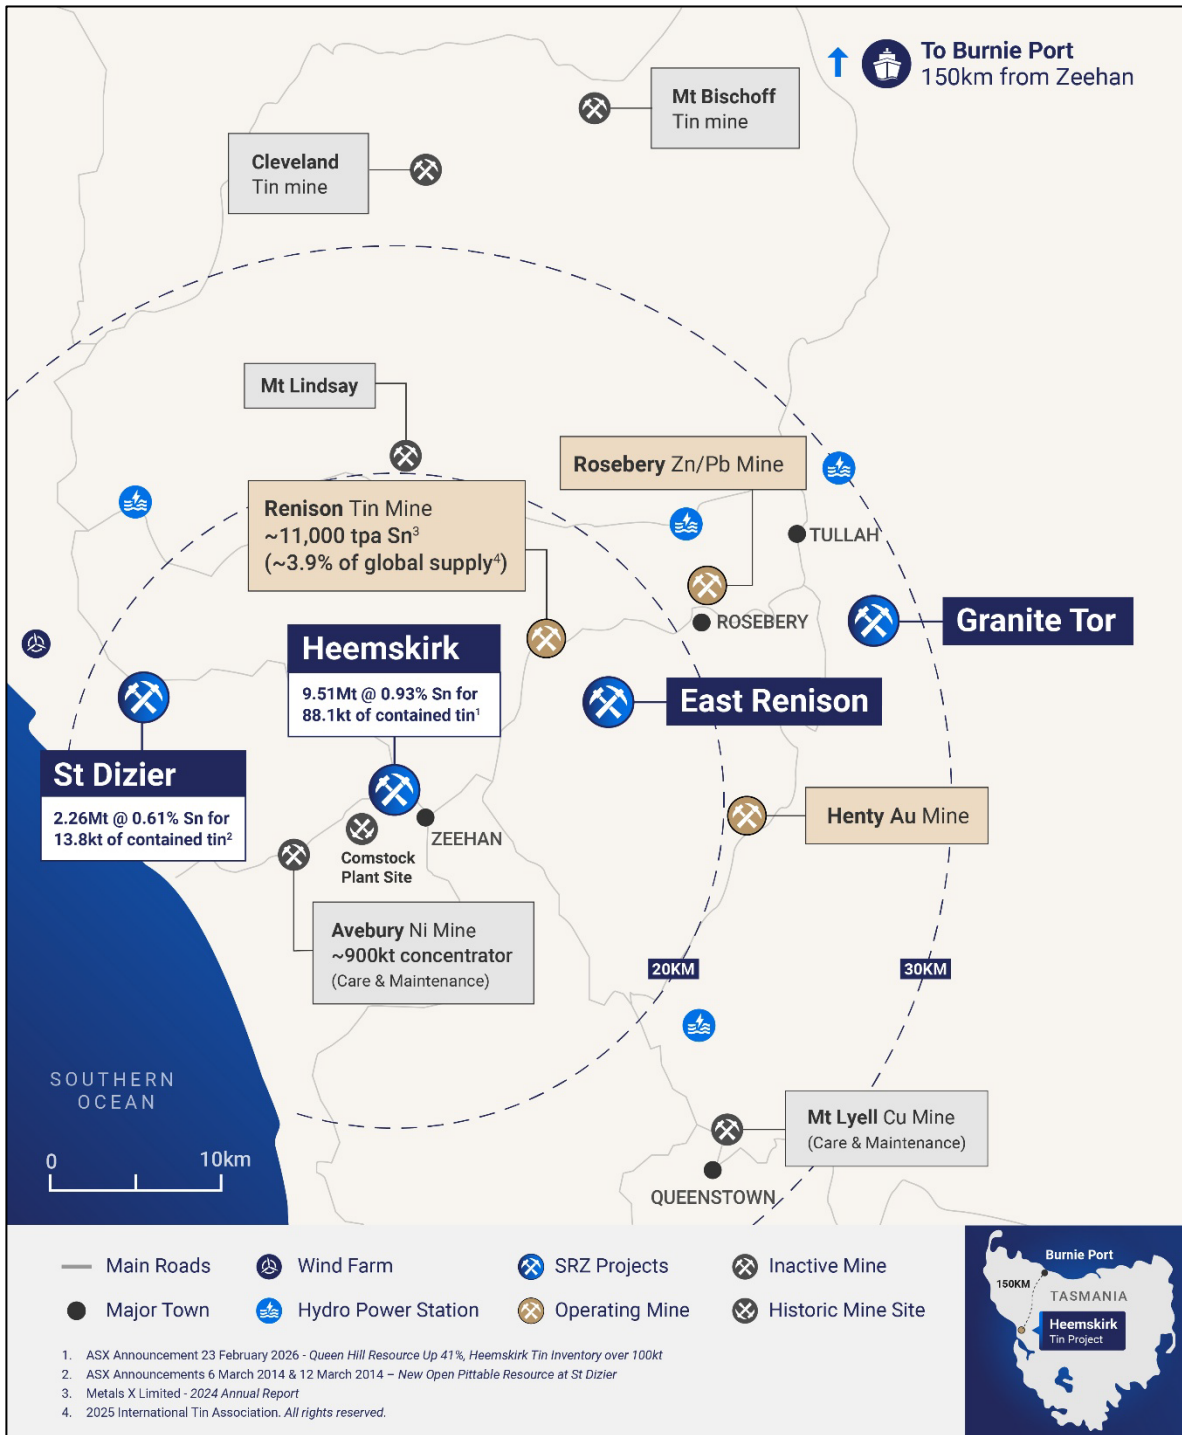 To Burnie Port
150km from Zeehan
Mt Bischoff
Tin mine
Cleveland
Tin mine
Mt Lindsay
Rosebery Zn/Pb Mine
Renison Tin Mine
~11,000 tpa Sn³
(~3.9% of global supply⁴)
TULLAH
ROSEBERY
Granite Tor
Heemskirk
9.51Mt @ 0.93% Sn for
88.1kt of contained tin¹
East Renison
St Dizier
2.26Mt @ 0.61% Sn for
13.8kt of contained tin²
Henty Au Mine
ZEEHAN
Comstock
Plant Site
Avebury Ni Mine
~900kt concentrator
(Care & Maintenance)
20KM
30KM
SOUTHERN
OCEAN
0
10km
Mt Lyell Cu Mine
(Care & Maintenance)
QUEENSTOWN
Main Roads
Wind Farm
SRZ Projects
Inactive Mine
Major Town
Hydro Power Station
Operating Mine
Historic Mine Site
1. ASX Announcement 23 February 2026 - Queen Hill Resource Up 41%, Heemskirk Tin Inventory over 100kt
2. ASX Announcements 6 March 2014 & 12 March 2014 – New Open Pittable Resource at St Dizier
3. Metals X Limited - 2024 Annual Report
4. 2025 International Tin Association. All rights reserved.
Burnie Port
150KM
TASMANIA
Heemskirk
Tin Project